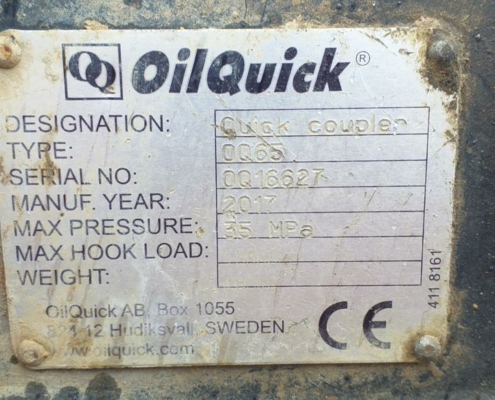 OQ OilQuick®
DESIGNATION: Quick coupler
TYPE: OQ65
SERIAL NO: OQ16627
MANUF. YEAR: 2017
MAX PRESSURE: 35 MPa
MAX HOOK LOAD:
WEIGHT:
OilQuick AB, Box 1055
824 12 Hudiksvall, SWEDEN
www.oilquick.com
CE
411 8161